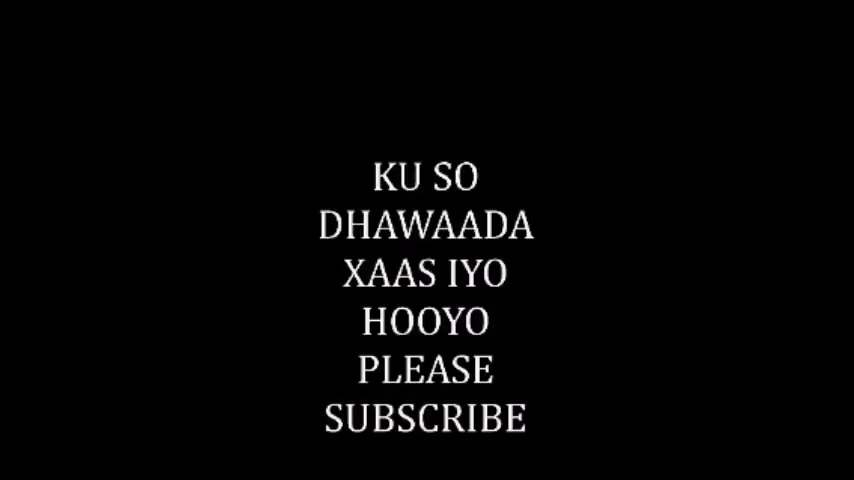 KU SO
DHAWAADA
XAAS IYO
HOOYO
PLEASE
SUBSCRIBE